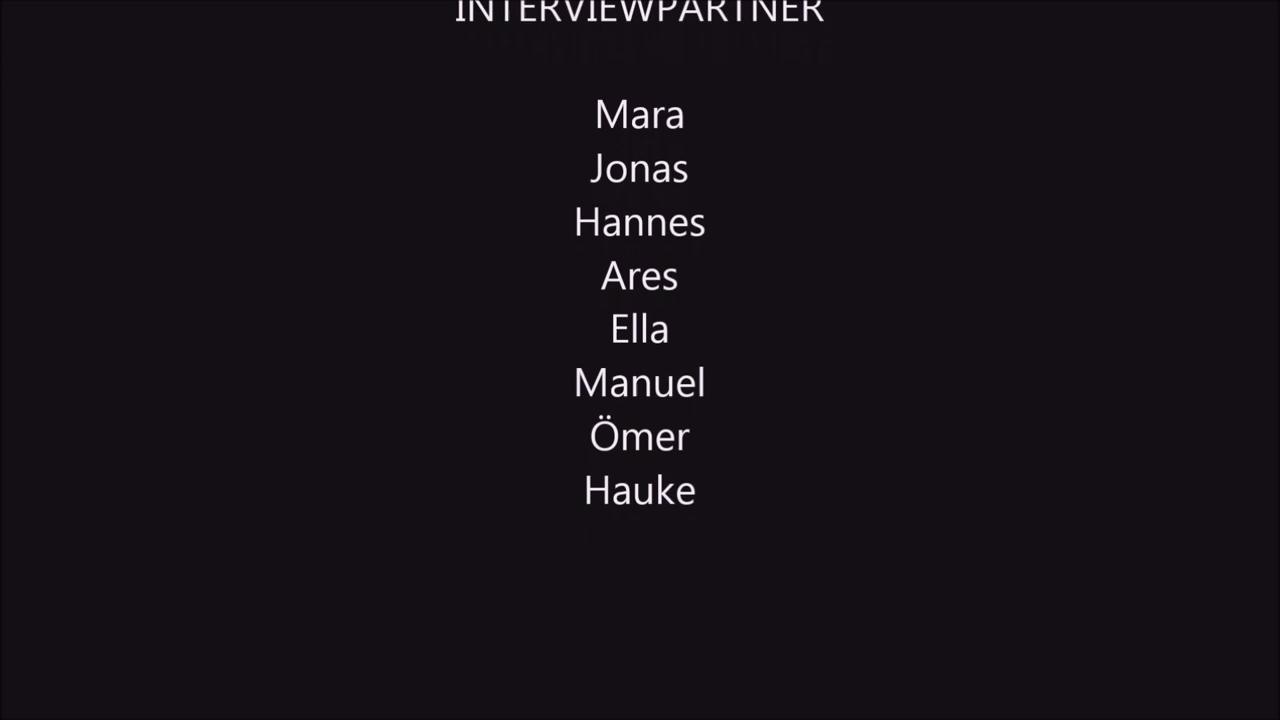 INTERVIEWPARTNER
Mara
Jonas
Hannes
Ares
Ella
Manuel
Ömer
Hauke